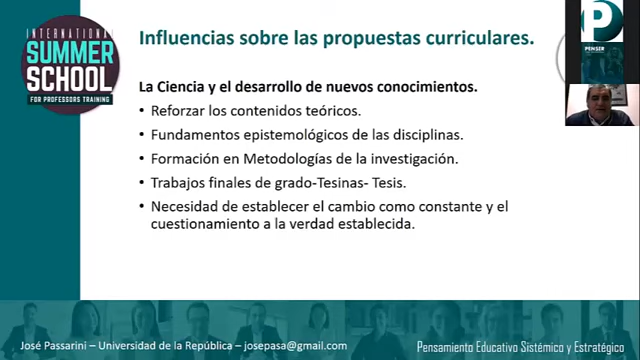 INTERNATIONAL
SUMMER
SCHOOL
FOR PROFESSORS TRAINING
Influencias sobre las propuestas curriculares.
PENSER
La Ciencia y el desarrollo de nuevos conocimientos.
• Reforzar los contenidos teóricos.
• Fundamentos epistemológicos de las disciplinas.
• Formación en Metodologías de la investigación.
• Trabajos finales de grado-Tesinas- Tesis.
• Necesidad de establecer el cambio como constante y el
cuestionamiento a la verdad establecida.
José Passarini – Universidad de la República – josepasa@gmail.com
Pensamiento Educativo Sistémico y Estratégico